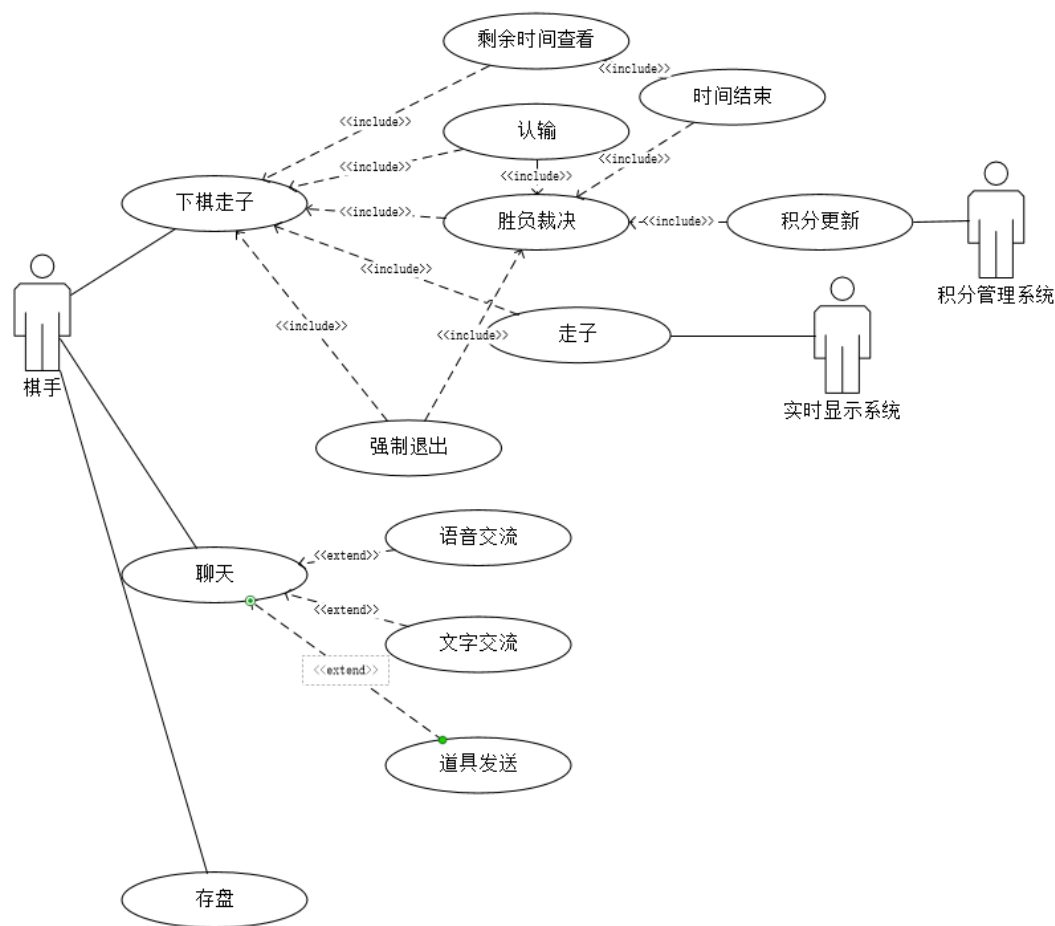 剩余时间查看
<<include>>
时间结束
<<include>>
认输
<<include>>
<<include>>
<<include>>
下棋走子
<<include>>
胜负裁决
<<include>>
积分更新
积分管理系统
<<include>>
<<include>>
<<include>>
走子
棋手
实时显示系统
强制退出
语音交流
<<extend>>
聊天
<<extend>>
文字交流
<<extend>>
道具发送
存盘